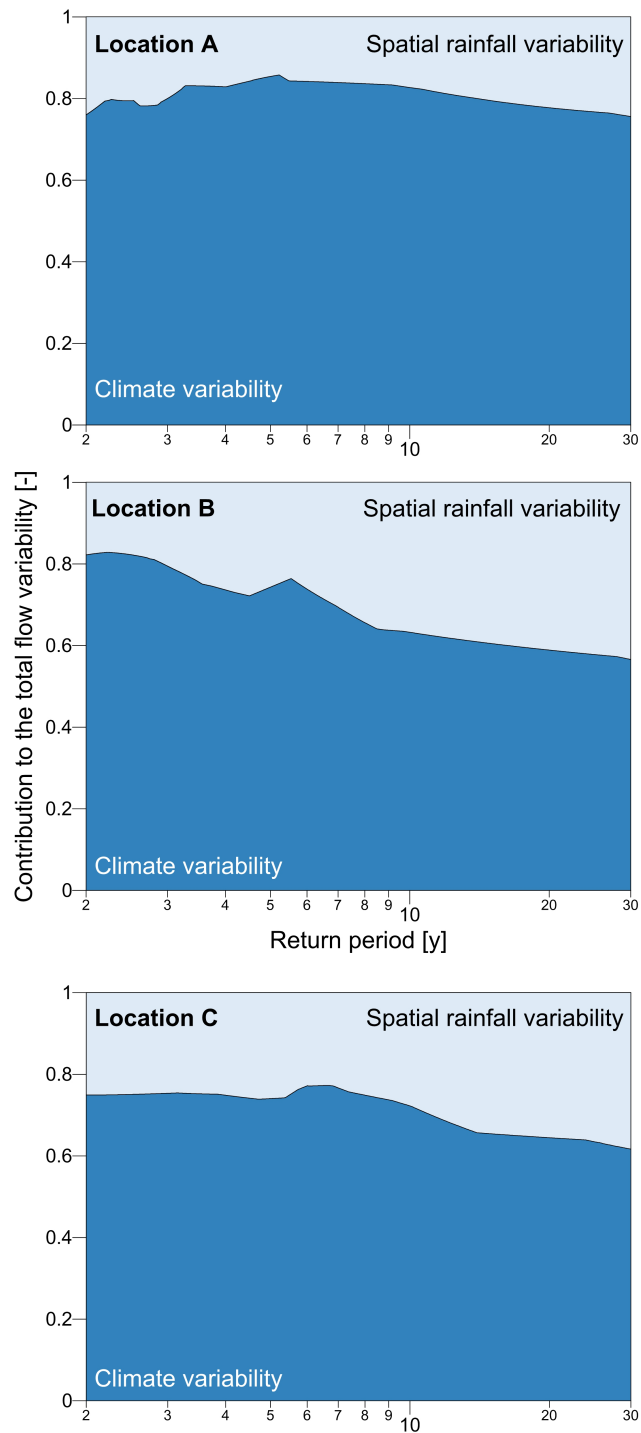 Contribution to the total flow variability [-]
1
Location A Spatial rainfall variability
0.8
0.6
0.4
0.2
Climate variability
0
2 3 4 5 6 7 8 9 10 20 30
1
Location B Spatial rainfall variability
0.8
0.6
0.4
0.2
Climate variability
0
2 3 4 5 6 7 8 9 10 20 30
Return period [y]
1
Location C Spatial rainfall variability
0.8
0.6
0.4
0.2
Climate variability
0
2 3 4 5 6 7 8 9 10 20 30